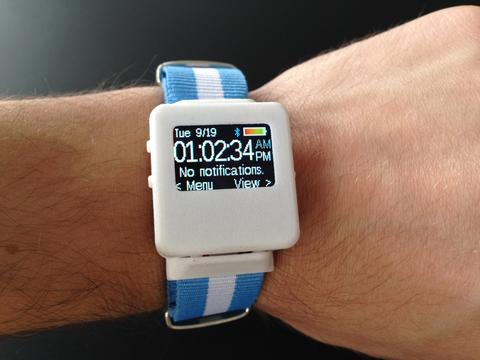 Tue 9/19
01:02:34 AM
PM
No notifications.
< Menu View >